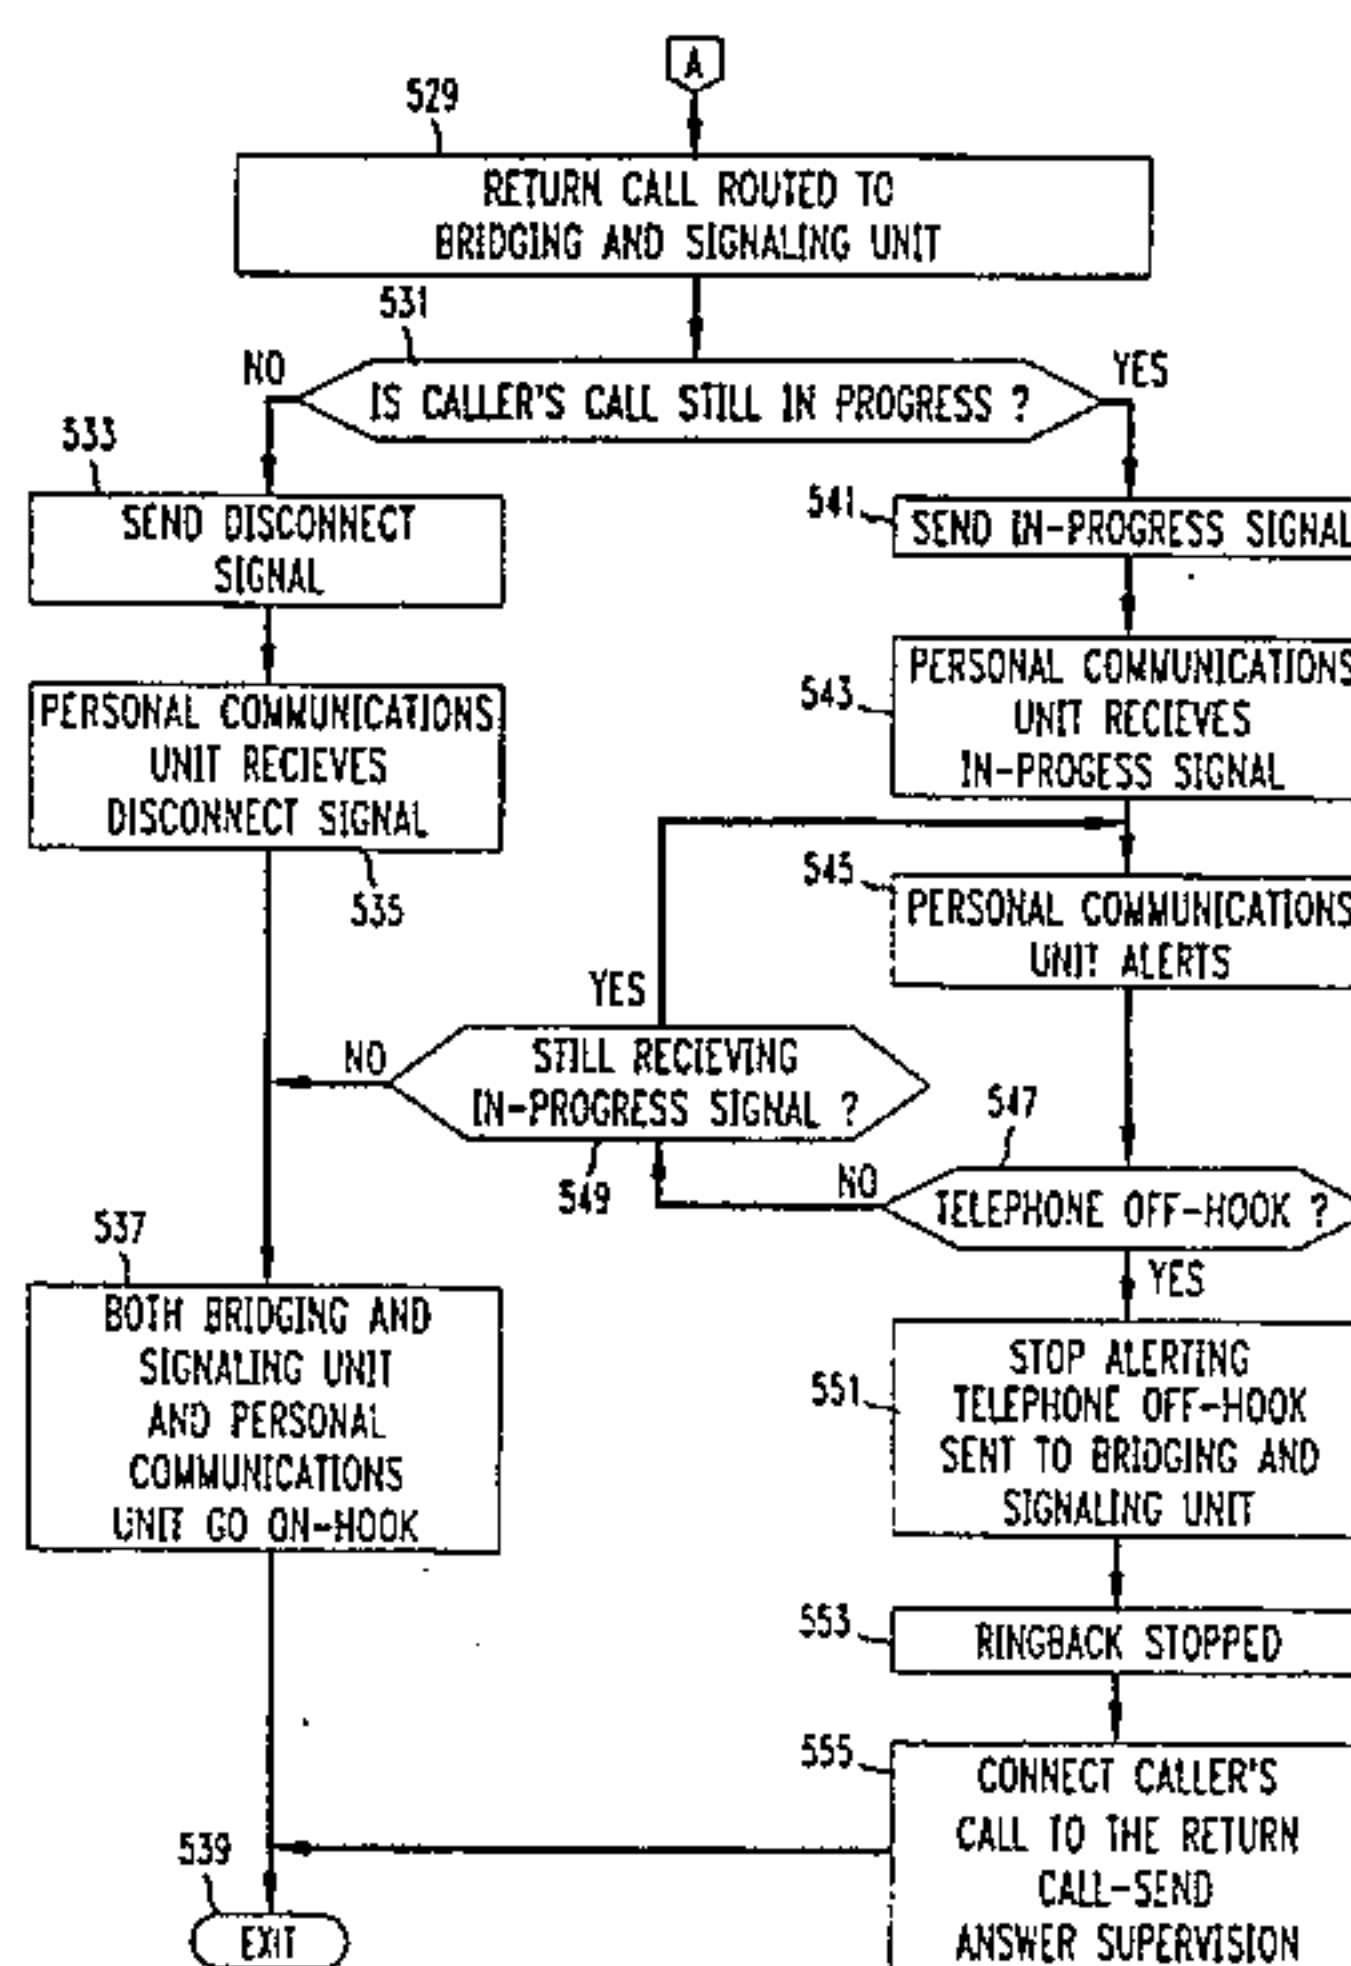 A
529
RETURN CALL ROUTED TO
BRIDGING AND SIGNALING UNIT
531
NO
IS CALLER'S CALL STILL IN PROGRESS ?
YES
533
SEND DISCONNECT
SIGNAL
541
SEND IN-PROGRESS SIGNAL
PERSONAL COMMUNICATIONS
UNIT RECIEVES
DISCONNECT SIGNAL
535
543
PERSONAL COMMUNICATIONS
UNIT RECIEVES
IN-PROGESS SIGNAL
545
PERSONAL COMMUNICATIONS
UNIT ALERTS
YES
NO
STILL RECIEVING
IN-PROGRESS SIGNAL ?
549
547
NO
TELEPHONE OFF-HOOK ?
YES
537
BOTH BRIDGING AND
SIGNALING UNIT
AND PERSONAL
COMMUNICATIONS
UNIT GO ON-HOOK
551
STOP ALERTING
TELEPHONE OFF-HOOK
SENT TO BRIDGING AND
SIGNALING UNIT
553
RINGBACK STOPPED
555
CONNECT CALLER'S
CALL TO THE RETURN
CALL-SEND
ANSWER SUPERVISION
539
EXIT